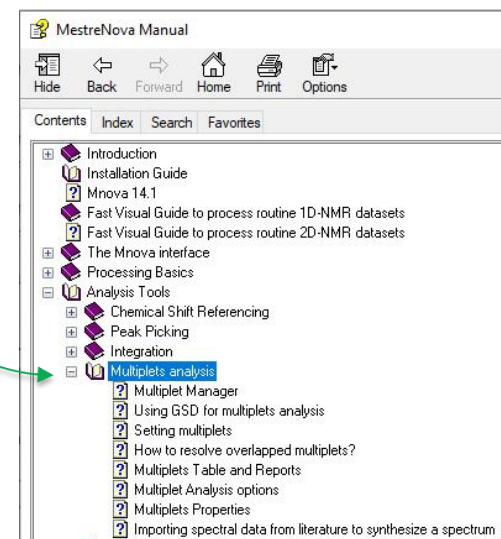 MestreNova Manual
Hide Back Forward Home Print Options
Contents Index Search Favorites
Introduction
Installation Guide
Mnova 14.1
Fast Visual Guide to process routine 1D-NMR datasets
Fast Visual Guide to process routine 2D-NMR datasets
The Mnova interface
Processing Basics
Analysis Tools
Chemical Shift Referencing
Peak Picking
Integration
Multiplets analysis
Multiplet Manager
Using GSD for multiplets analysis
Setting multiplets
How to resolve overlapped multiplets?
Multiplets Table and Reports
Multiplet Analysis options
Multiplets Properties
Importing spectral data from literature to synthesize a spectrum